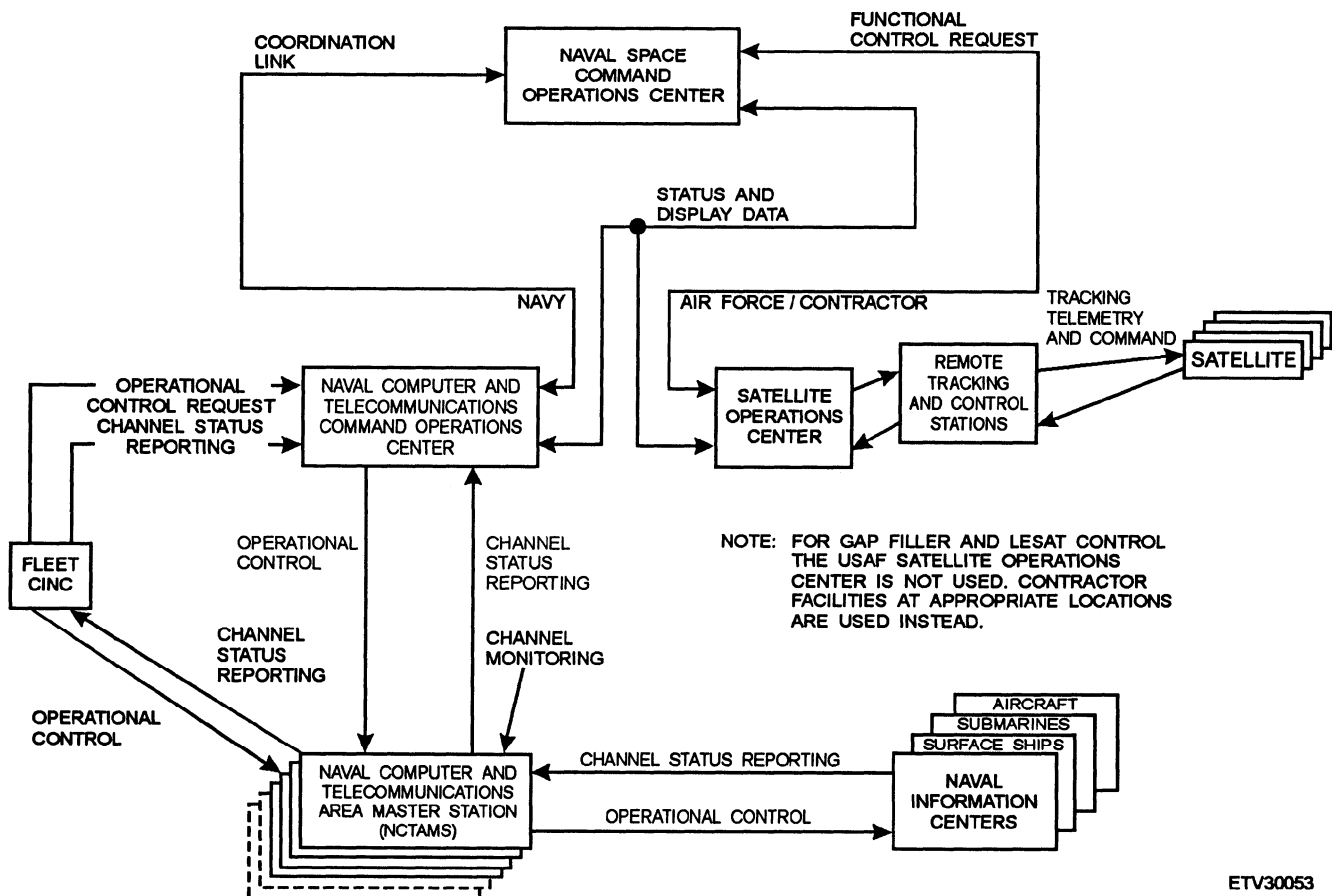 COORDINATION
LINK
NAVAL SPACE
COMMAND
OPERATIONS CENTER
FUNCTIONAL
CONTROL REQUEST
STATUS AND
DISPLAY DATA
NAVY
AIR FORCE / CONTRACTOR
TRACKING
TELEMETRY
AND COMMAND
OPERATIONAL
CONTROL REQUEST
CHANNEL STATUS
REPORTING
NAVAL COMPUTER AND
TELECOMMUNICATIONS
COMMAND OPERATIONS
CENTER
SATELLITE
OPERATIONS
CENTER
REMOTE
TRACKING
AND CONTROL
STATIONS
SATELLITE
FLEET
CINC
OPERATIONAL
CONTROL
CHANNEL
STATUS
REPORTING
NOTE: FOR GAP FILLER AND LESAT CONTROL
THE USAF SATELLITE OPERATIONS
CENTER IS NOT USED. CONTRACTOR
FACILITIES AT APPROPRIATE LOCATIONS
ARE USED INSTEAD.
CHANNEL
STATUS
REPORTING
CHANNEL
MONITORING
OPERATIONAL
CONTROL
NAVAL COMPUTER AND
TELECOMMUNICATIONS
AREA MASTER STATION
(NCTAMS)
CHANNEL STATUS REPORTING
OPERATIONAL CONTROL
AIRCRAFT
SUBMARINES
SURFACE SHIPS
NAVAL
INFORMATION
CENTERS
ETV30053